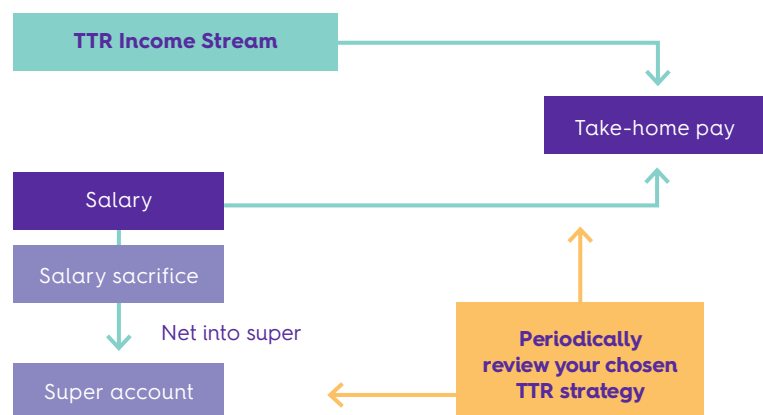 TTR Income Stream
Take-home pay
Salary
Salary sacrifice
Net into super
Periodically
review your chosen
TTR strategy
Super account